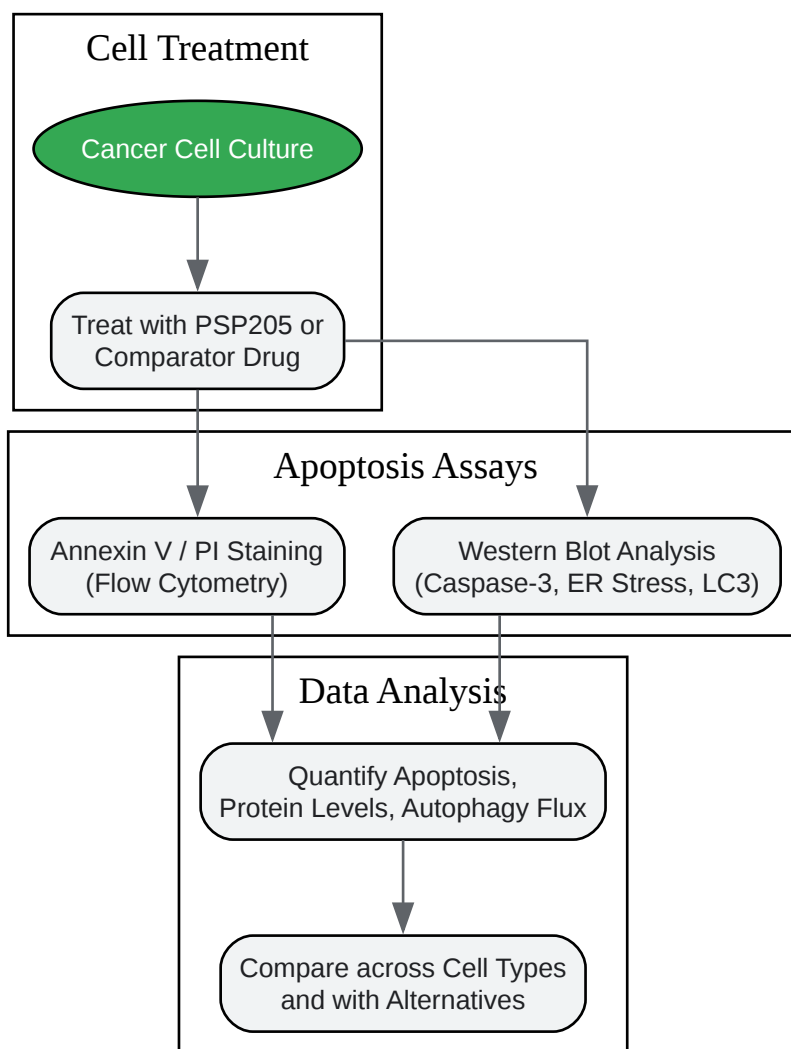 Cell Treatment
Cancer Cell Culture
Treat with PSP205 or
Comparator Drug
Apoptosis Assays
Annexin V / PI Staining
(Flow Cytometry)
Western Blot Analysis
(Caspase-3, ER Stress, LC3)
Data Analysis
Quantify Apoptosis,
Protein Levels, Autophagy Flux
Compare across Cell Types
and with Alternatives